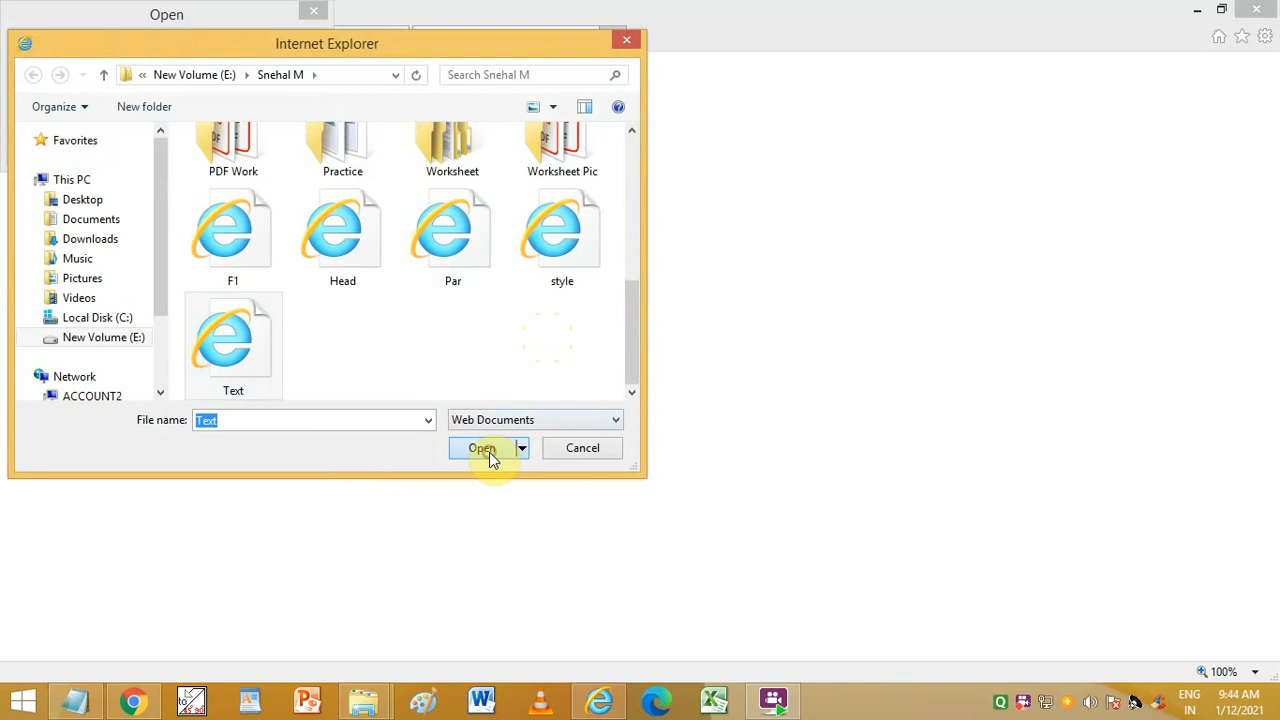 Open
Internet Explorer
« New Volume (E:) Snehal M
Search Snehal M
Organize
New folder
Favorites
This PC
Desktop
Documents
Downloads
Music
Pictures
Videos
Local Disk (C:)
New Volume (E:)
Network
ACCOUNT2
PDF Work
Practice
Worksheet
Worksheet Pic
F1
Head
Par
style
Text
File name:
Text
Web Documents
Open
Cancel
100%
ENG
IN
9:44 AM
1/12/2021